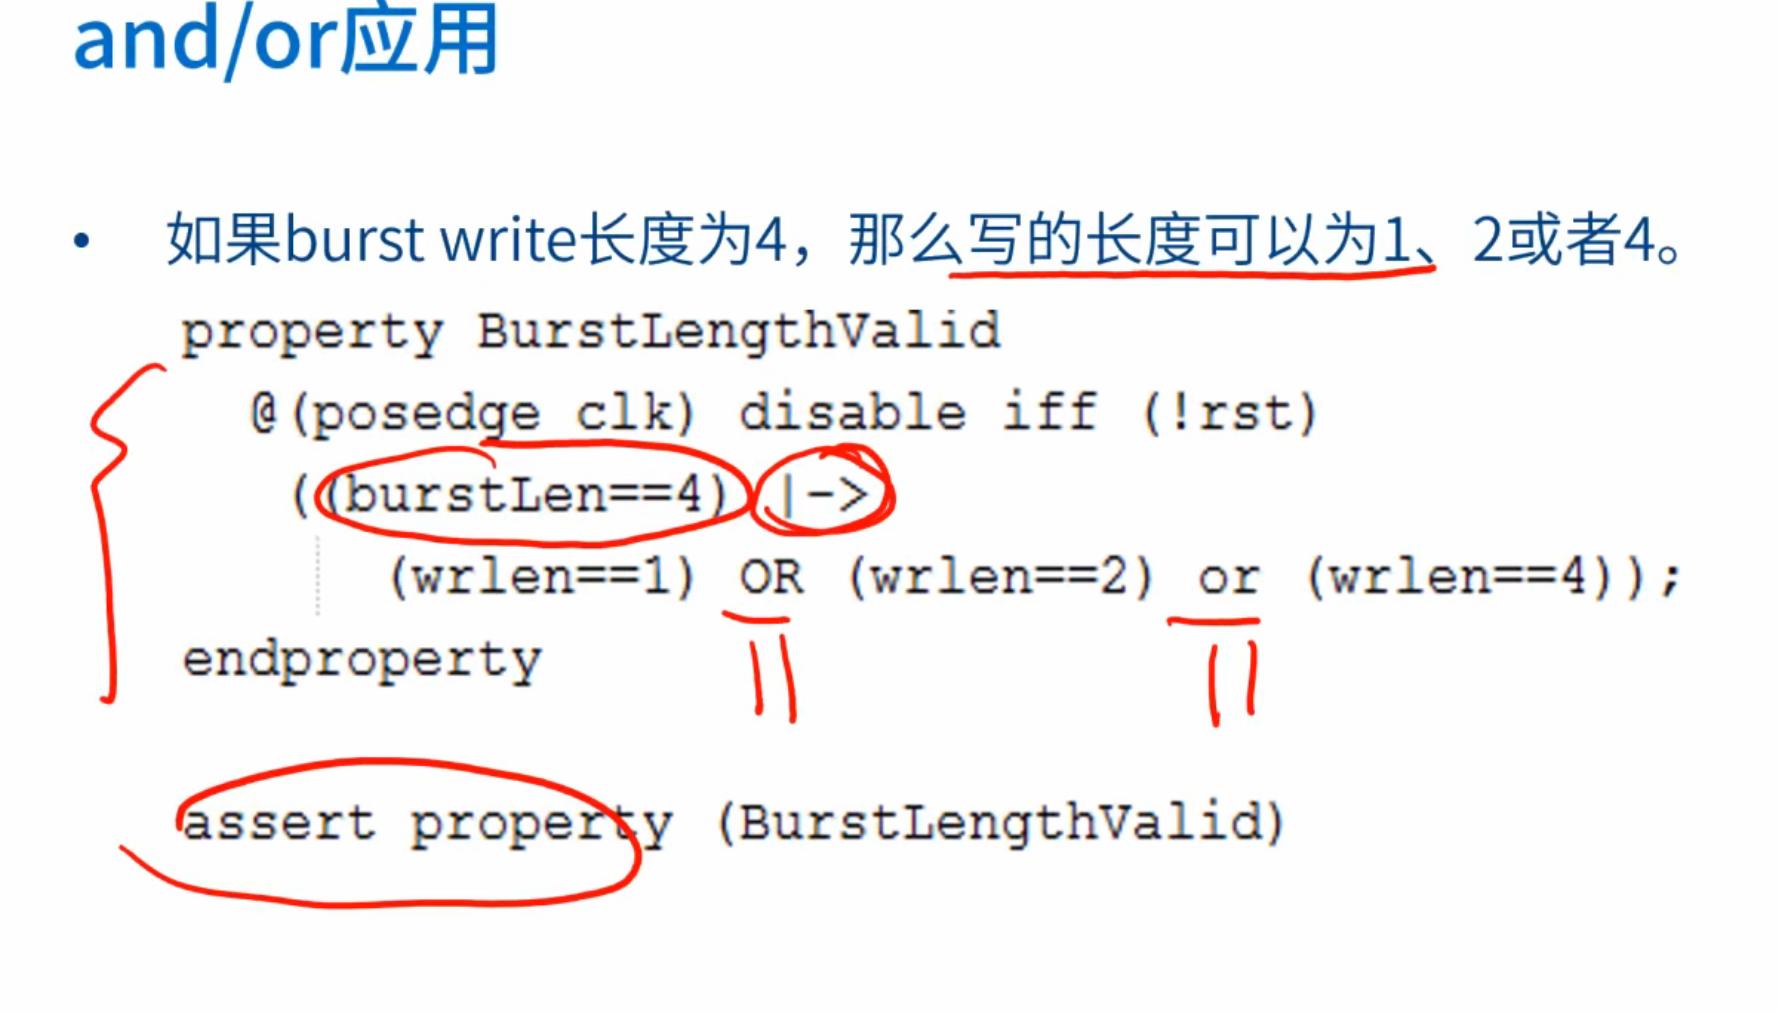 and/or应用
• 如果burst write长度为4，那么写的长度可以为1、2或者4。
property BurstLengthValid
@(posedge clk) disable iff (!rst)
((burstLen==4) |->
(wrlen==1) OR (wrlen==2) or (wrlen==4));
|| ||
endproperty
assert property (BurstLengthValid)